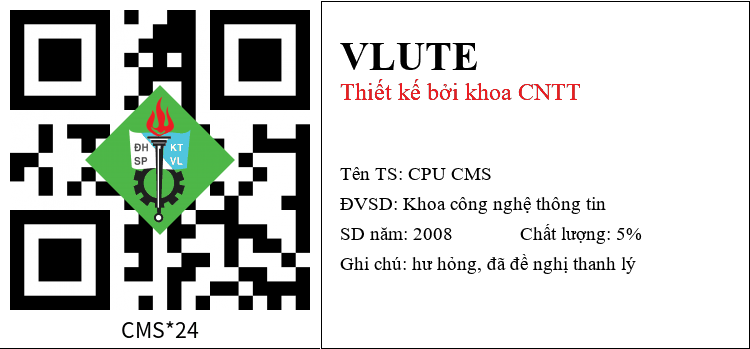 ĐH KT
SP VL
CMS*24
VLUTE
Thiết kế bởi khoa CNTT
Tên TS: CPU CMS
ĐVSD: Khoa công nghệ thông tin
SD năm: 2008 Chất lượng: 5%
Ghi chú: hư hỏng, đã đề nghị thanh lý